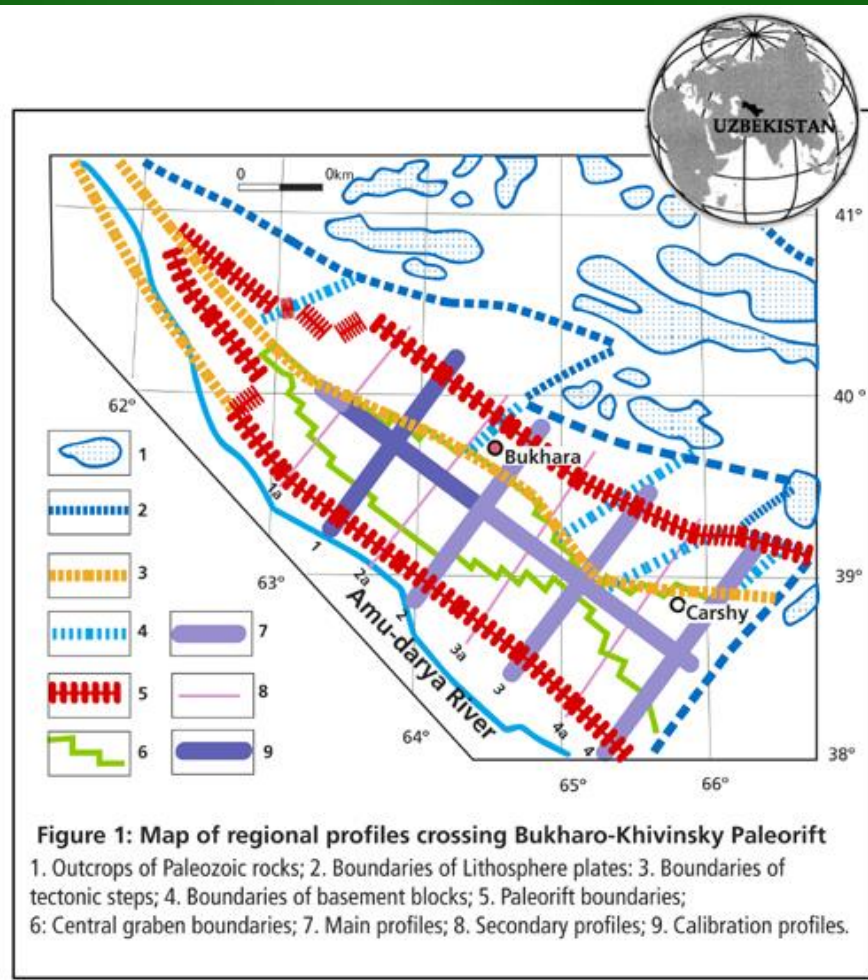 UZBEKISTAN
0 0km
41°
40°
39°
38°
62°
63°
64°
65°
66°
Bukhara
Carshy
Amu-darya River
1a
1
2a
2
3a
3
4a
4
1
2
3
4
5
6
7
8
9
Figure 1: Map of regional profiles crossing Bukharo-Khivinsky Paleorift
1. Outcrops of Paleozoic rocks; 2. Boundaries of Lithosphere plates: 3. Boundaries of
tectonic steps; 4. Boundaries of basement blocks; 5. Paleorift boundaries;
6: Central graben boundaries; 7. Main profiles; 8. Secondary profiles; 9. Calibration profiles.